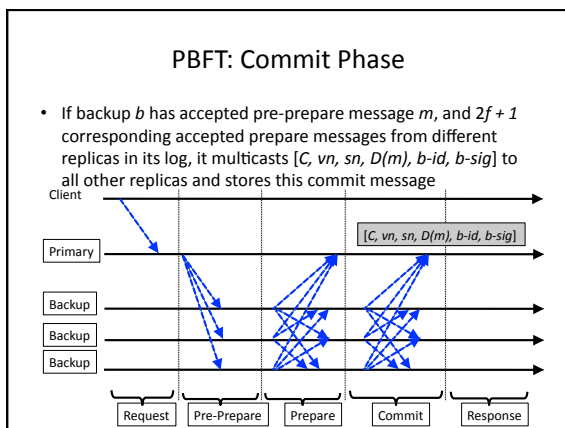 PBFT: Commit Phase
• If backup b has accepted pre-prepare message m, and 2f + 1
corresponding accepted prepare messages from different
replicas in its log, it multicasts [C, vn, sn, D(m), b-id, b-sig] to
all other replicas and stores this commit message
Client
[C, vn, sn, D(m), b-id, b-sig]
Primary
Backup
Backup
Backup
Request Pre-Prepare Prepare Commit Response